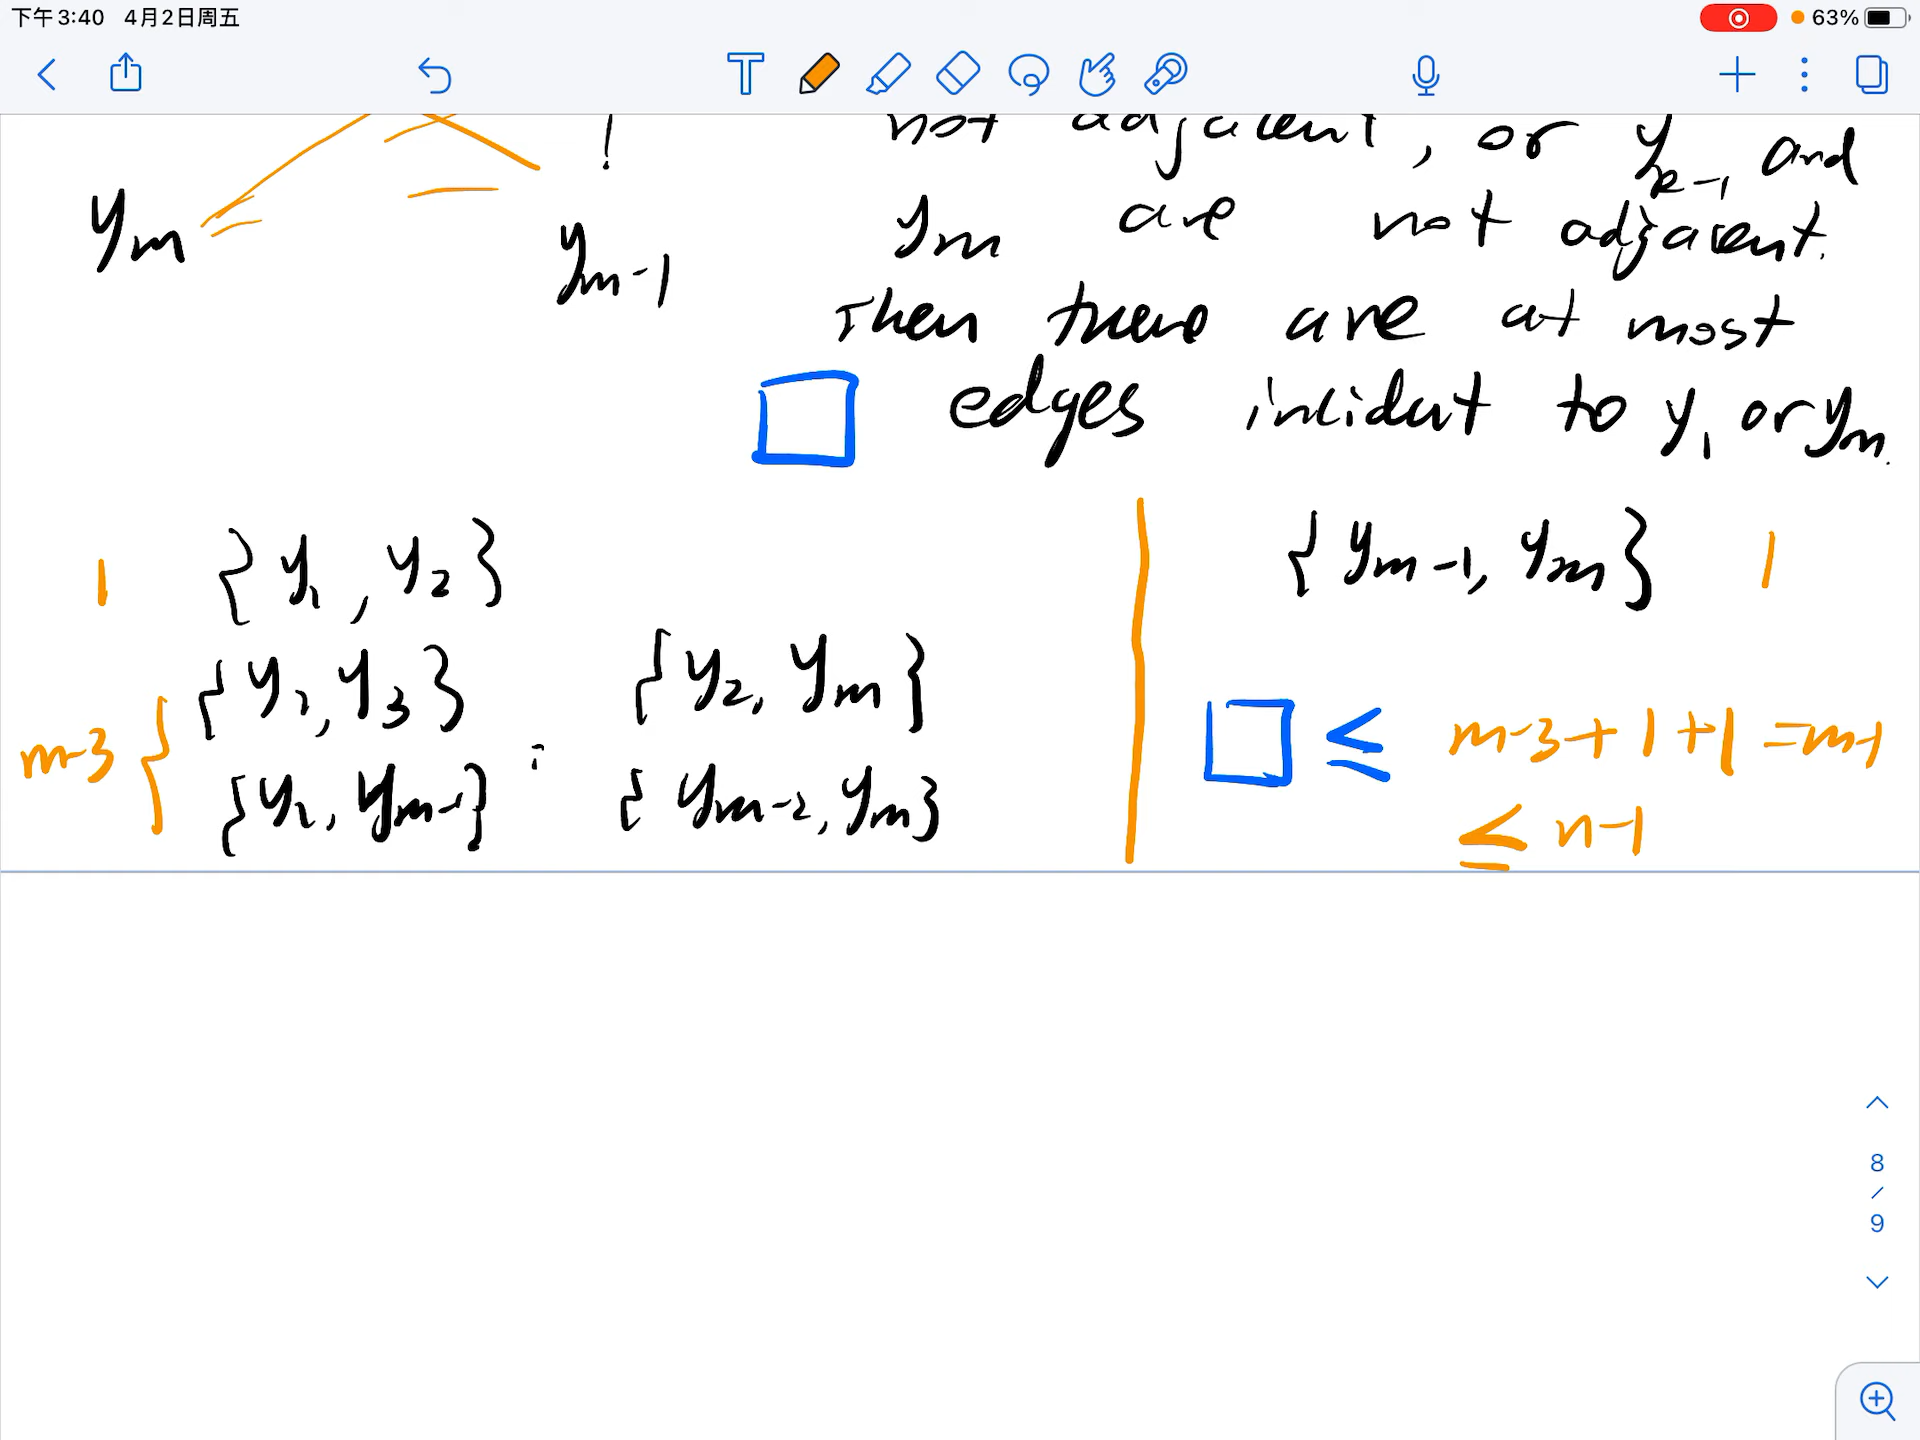 下午3:40 4月2日周五
63%
T
not adjacent, or y_{k-1} and
y_m
y_m are not adjacent.
y_{m-1}
Then there are at most
□ edges incident to y_1 or y_m.
1 {y_1, y_2}
{y_{m-1}, y_m} 1
{y_1, y_3} {y_2, y_m}
m-3 { :
□ ≤ m-3+1+1=m-1
{y_1, y_{m-1}} {y_{m-2}, y_m}
≤ n-1
8
/
9